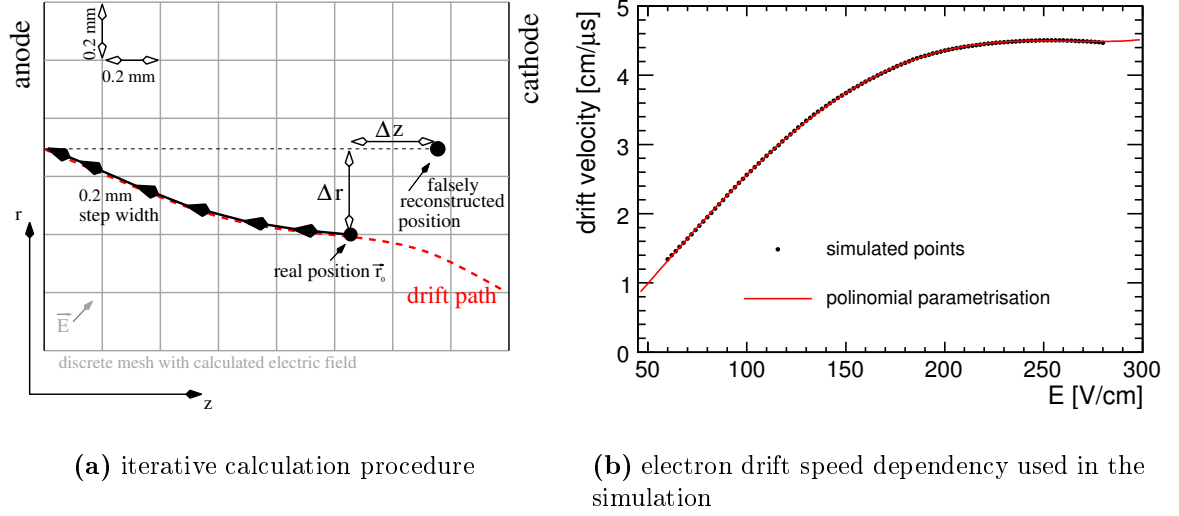 anode
0.2 mm
0.2 mm
cathode
Δz
Δr
falsely
reconstructed
position
0.2 mm
step width
r
real position r⃗₀
drift path
E⃗
discrete mesh with calculated electric field
z
(a) iterative calculation procedure
drift velocity [cm/μs]
5
4
3
2
1
0
simulated points
polinomial parametrisation
50 100 150 200 250 300
E [V/cm]
(b) electron drift speed dependency used in the
simulation